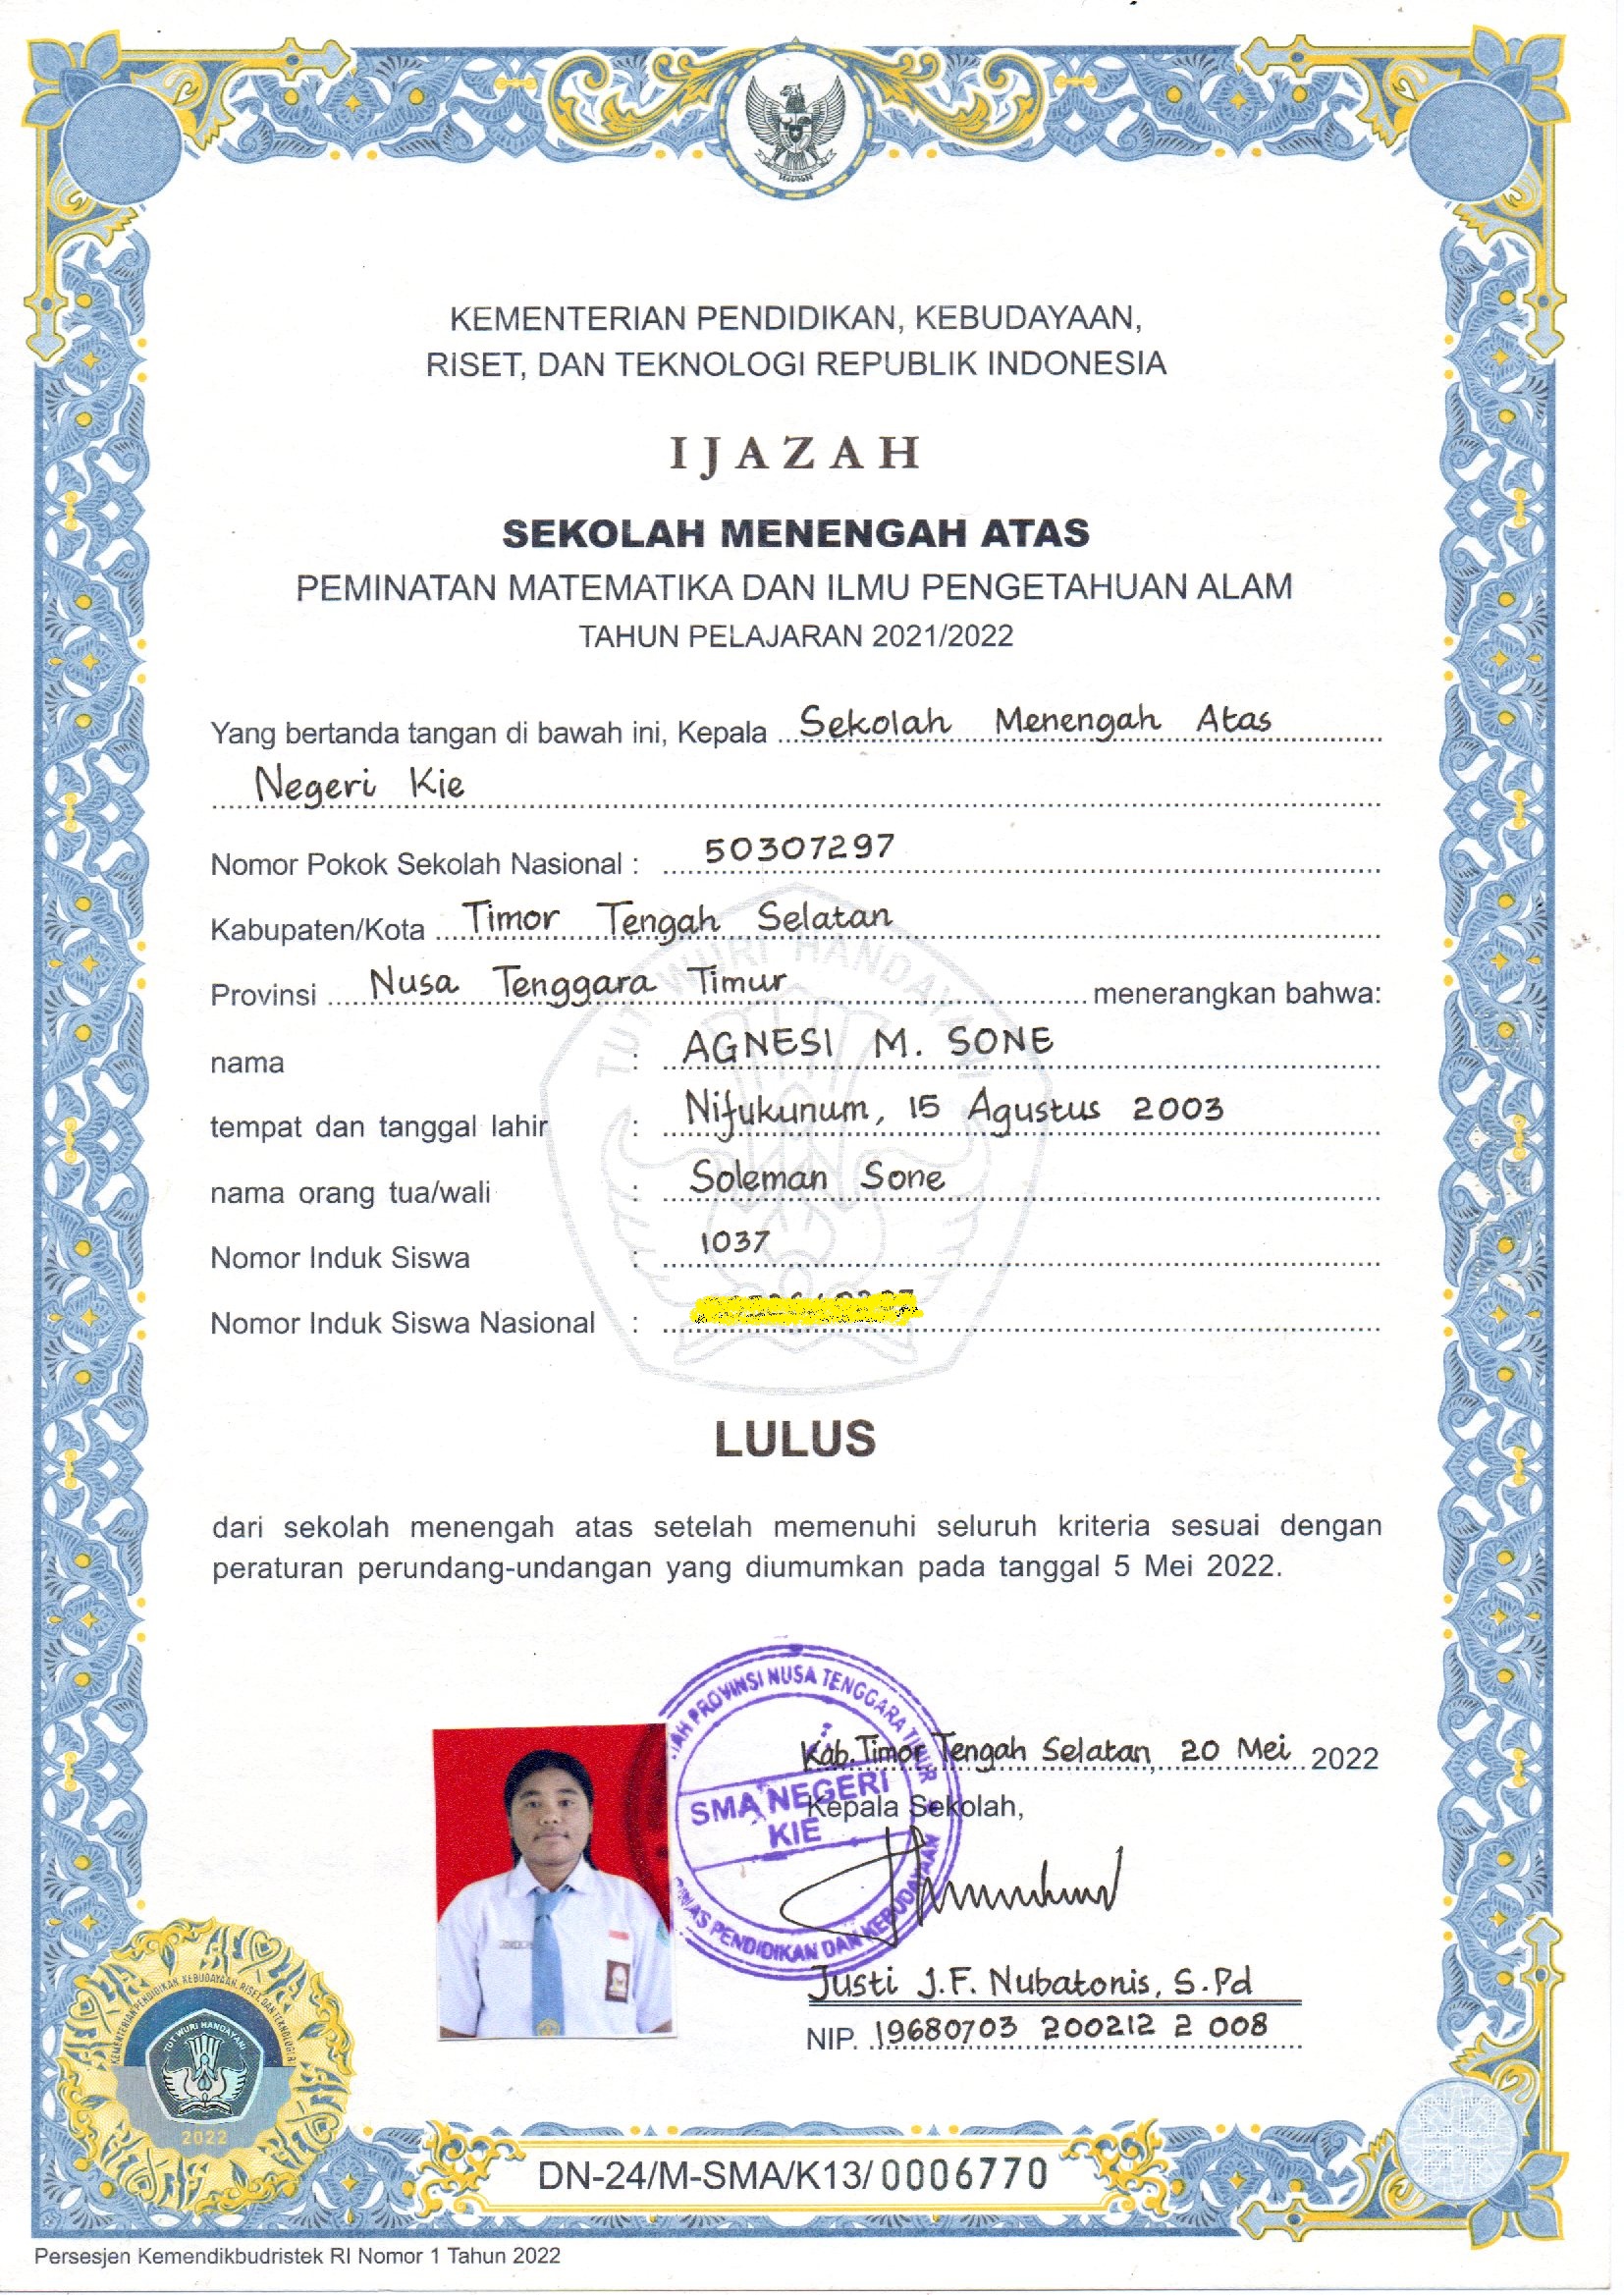 KEMENTERIAN PENDIDIKAN, KEBUDAYAAN,
RISET, DAN TEKNOLOGI REPUBLIK INDONESIA
IJAZAH
SEKOLAH MENENGAH ATAS
PEMINATAN MATEMATIKA DAN ILMU PENGETAHUAN ALAM
TAHUN PELAJARAN 2021/2022
Yang bertanda tangan di bawah ini, Kepala Sekolah Menengah Atas
Negeri Kie
Nomor Pokok Sekolah Nasional : 50307297
Kabupaten/Kota Timor Tengah Selatan
Provinsi Nusa Tenggara Timur menerangkan bahwa:
nama : AGNESI M. SONE
tempat dan tanggal lahir : Nifukunum, 15 Agustus 2003
nama orang tua/wali : Soleman Sone
Nomor Induk Siswa : 1037
Nomor Induk Siswa Nasional :
TUT WURI HANDAYANI
LULUS
dari sekolah menengah atas setelah memenuhi seluruh kriteria sesuai dengan
peraturan perundang-undangan yang diumumkan pada tanggal 5 Mei 2022.
PROVINSI NUSA TENGGARA TIMUR
SMA NEGERI
KIE
PENDIDIKAN DAN KEBUDAYAAN
Kab. Timor Tengah Selatan, 20 Mei 2022
Kepala Sekolah,
Justi J.F. Nubatonis, S.Pd
NIP. 19680703 200212 2 008
KEMENTERIAN PENDIDIKAN, KEBUDAYAAN, RISET, DAN TEKNOLOGI
TUT WURI HANDAYANI
2022
DN-24/M-SMA/K13/ 0006770
Persesjen Kemendikbudristek RI Nomor 1 Tahun 2022